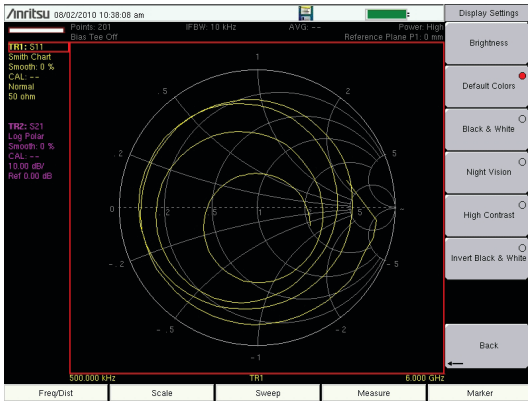 Anritsu 08/02/2010 10:38:08 am
Display Settings
Points: 201 IFBW: 10 kHz AVG: -- Power: High
Bias Tee Off Reference Plane P1: 0 mm
TR1: S11
Smith Chart
Smooth: 0 %
CAL: --
Normal
50 ohm
TR2: S21
Log Polar
Smooth: 0 %
CAL: --
10.00 dB/
Ref 0.00 dB
1
.5
.2
5
0
.2
.5
1
5
-.2
-5
-.5
-2
-1
500.000 kHz TR1 6.000 GHz
Brightness
Default Colors
Black & White
Night Vision
High Contrast
Invert Black & White
Back
Freq/Dist Scale Sweep Measure Marker